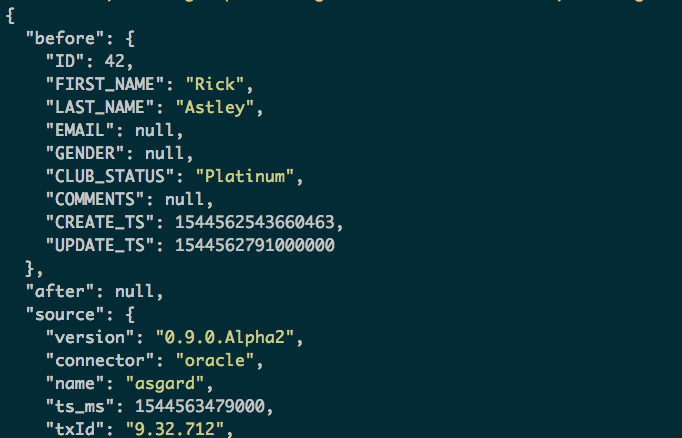 {
  "before": {
    "ID": 42,
    "FIRST_NAME": "Rick",
    "LAST_NAME": "Astley",
    "EMAIL": null,
    "GENDER": null,
    "CLUB_STATUS": "Platinum",
    "COMMENTS": null,
    "CREATE_TS": 1544562543660463,
    "UPDATE_TS": 1544562791000000
  },
  "after": null,
  "source": {
    "version": "0.9.0.Alpha2",
    "connector": "oracle",
    "name": "asgard",
    "ts_ms": 1544563479000,
    "txId": "9.32.712",